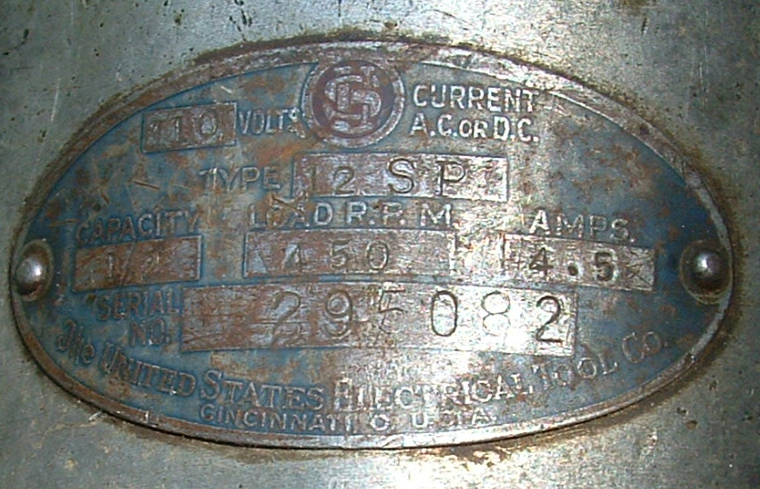 110 VOLTS
CURRENT
A.C. OR D.C.
TYPE 12 SP
CAPACITY LOAD R.P.M. AMPS.
1/2 450 4.5
SERIAL
NO.
The UNITED STATES ELECTRICAL TOOL Co.
CINCINNATI, O. U.S.A.